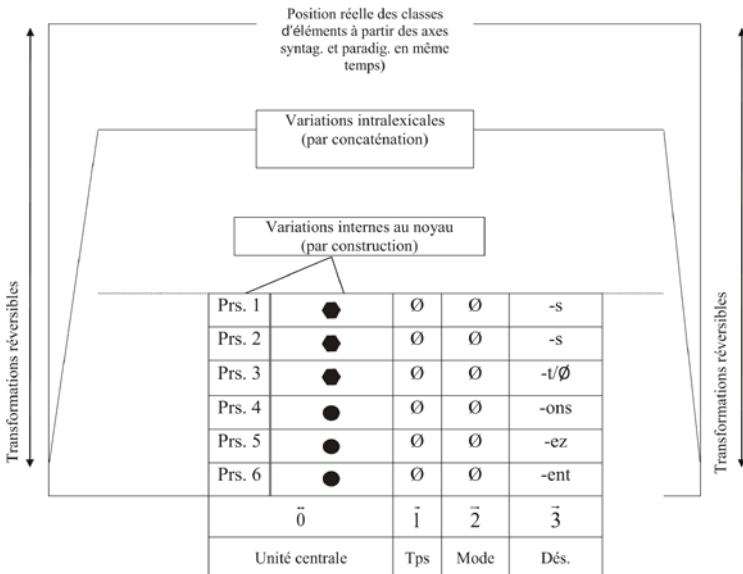 Position réelle des classes
d'éléments à partir des axes
syntag. et paradig. en même
temps)
Variations intralexicales
(par concaténation)
Variations internes au noyau
(par construction)
Transformations réversibles
Transformations réversibles
Prs. 1 Ø Ø -s
Prs. 2 Ø Ø -s
Prs. 3 Ø Ø -t/Ø
Prs. 4 Ø Ø -ons
Prs. 5 Ø Ø -ez
Prs. 6 Ø Ø -ent
0 1 2 3
Unité centrale Tps Mode Dés.